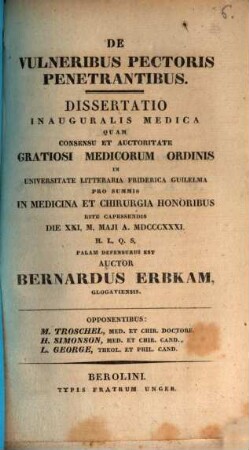 6.
DE
VULNERIBUS PECTORIS
PENETRANTIBUS.
DISSERTATIO
INAUGURALIS MEDICA
QUAM
CONSENSU ET AUCTORITATE
GRATIOSI MEDICORUM ORDINIS
IN
UNIVERSITATE LITTERARIA FRIDERICA GUILELMA
PRO SUMMIS
IN MEDICINA ET CHIRURGIA HONORIBUS
RITE CAPESSENDIS
DIE XXI. M. MAJI A. MDCCCXXXI.
H. L. Q. S.
PALAM DEFENSURUS EST
AUCTOR
BERNARDUS ERBKAM,
GLOGAVIENSIS.
OPPONENTIBUS:
M. TROSCHEL, MED. ET CHIR. DOCTORE.
H. SIMONSON, MED. ET CHIR. CAND.
L. GEORGE, THEOL. ET PHIL. CAND.
BEROLINI.
TYPIS FRATRUM UNGER.